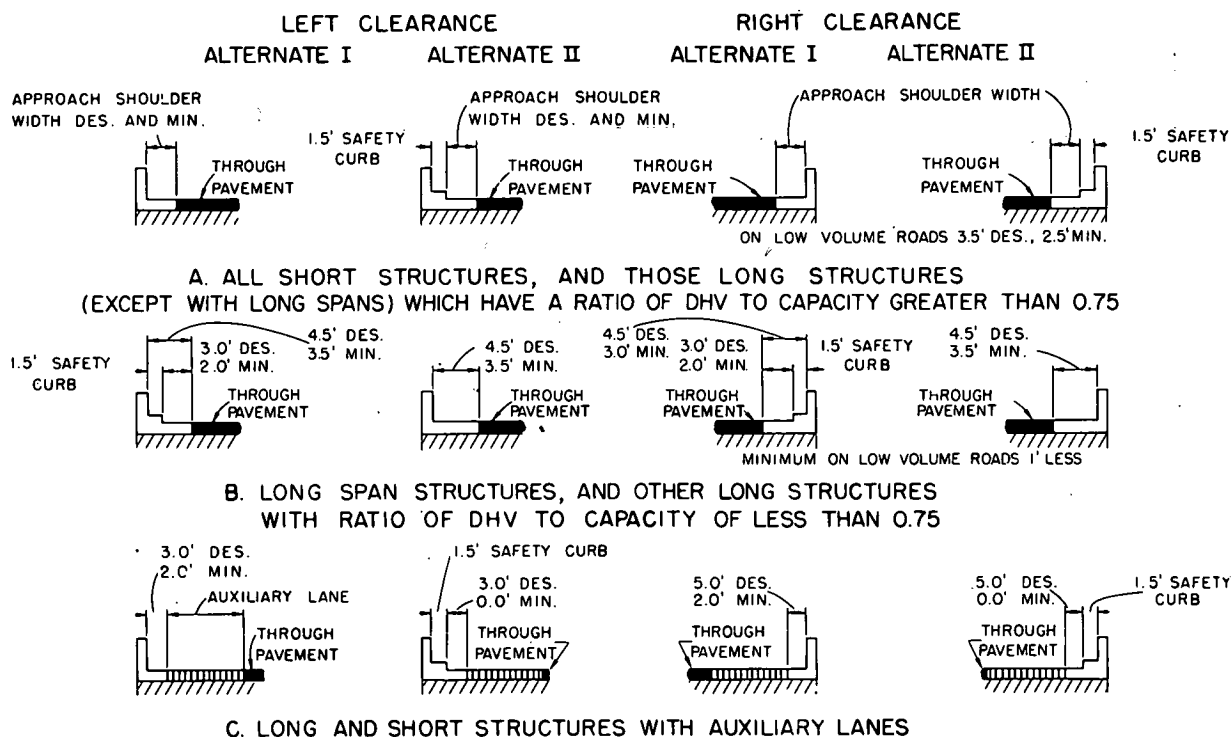 LEFT CLEARANCE
RIGHT CLEARANCE
ALTERNATE I
ALTERNATE II
ALTERNATE I
ALTERNATE II
APPROACH SHOULDER
WIDTH DES. AND MIN.
THROUGH
PAVEMENT
1.5' SAFETY
CURB
APPROACH SHOULDER
WIDTH DES. AND MIN.
THROUGH
PAVEMENT
APPROACH SHOULDER WIDTH
THROUGH
PAVEMENT
THROUGH
PAVEMENT
1.5' SAFETY
CURB
ON LOW VOLUME ROADS 3.5' DES., 2.5' MIN.
A. ALL SHORT STRUCTURES, AND THOSE LONG STRUCTURES
(EXCEPT WITH LONG SPANS) WHICH HAVE A RATIO OF DHV TO CAPACITY GREATER THAN 0.75
1.5' SAFETY
CURB
3.0' DES.
2.0' MIN.
4.5' DES.
3.5' MIN.
THROUGH
PAVEMENT
4.5' DES.
3.5' MIN.
THROUGH
PAVEMENT
4.5' DES.
3.0' MIN.
3.0' DES.
2.0' MIN.
1.5' SAFETY
CURB
THROUGH
PAVEMENT
4.5' DES.
3.5' MIN.
THROUGH
PAVEMENT
MINIMUM ON LOW VOLUME ROADS 1' LESS
B. LONG SPAN STRUCTURES, AND OTHER LONG STRUCTURES
WITH RATIO OF DHV TO CAPACITY OF LESS THAN 0.75
3.0' DES.
2.0' MIN.
AUXILIARY LANE
THROUGH
PAVEMENT
1.5' SAFETY CURB
3.0' DES.
0.0' MIN.
THROUGH
PAVEMENT
5.0' DES.
2.0' MIN.
THROUGH
PAVEMENT
5.0' DES.
0.0' MIN.
1.5' SAFETY
CURB
THROUGH
PAVEMENT
C. LONG AND SHORT STRUCTURES WITH AUXILIARY LANES